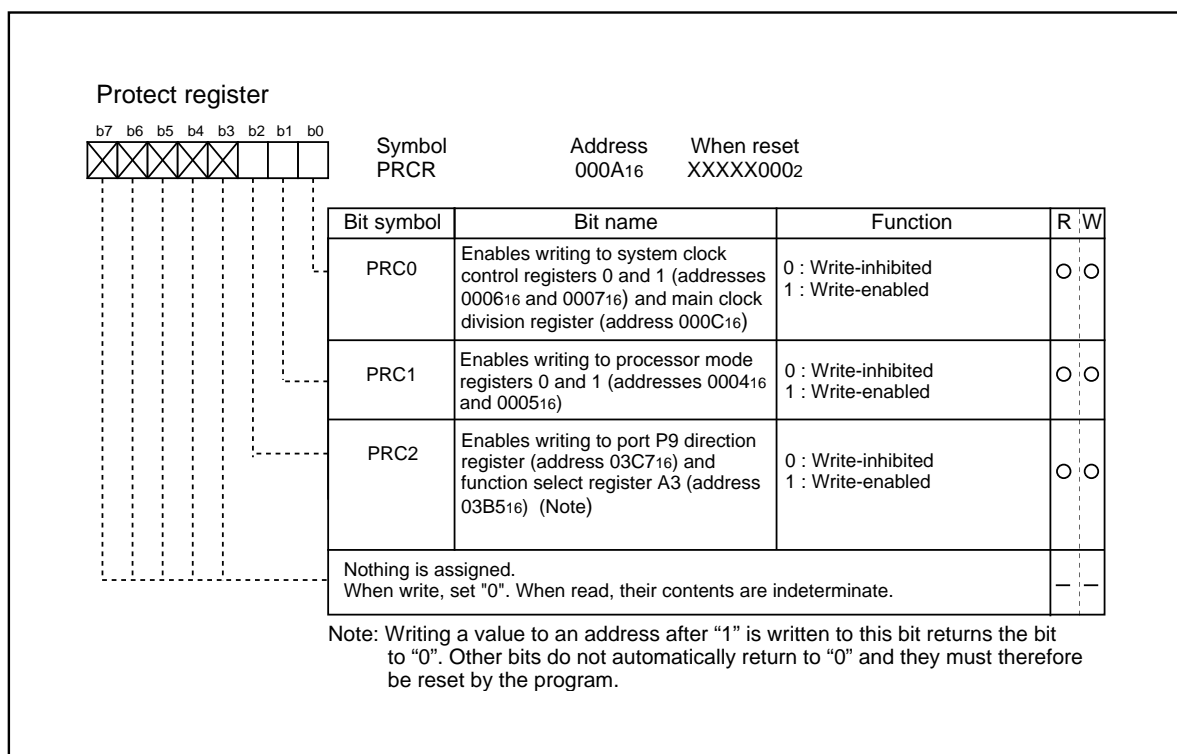 Protect register
b7 b6 b5 b4 b3 b2 b1 b0
Symbol Address When reset
PRCR 000A16 XXXXX0002
Bit symbol Bit name Function R W
PRC0
Enables writing to system clock
control registers 0 and 1 (addresses
000616 and 000716) and main clock
division register (address 000C16)
0 : Write-inhibited
1 : Write-enabled
PRC1
Enables writing to processor mode
registers 0 and 1 (addresses 000416
and 000516)
0 : Write-inhibited
1 : Write-enabled
PRC2
Enables writing to port P9 direction
register (address 03C716) and
function select register A3 (address
03B516) (Note)
0 : Write-inhibited
1 : Write-enabled
Nothing is assigned.
When write, set "0". When read, their contents are indeterminate.
Note: Writing a value to an address after “1” is written to this bit returns the bit
to “0”. Other bits do not automatically return to “0” and they must therefore
be reset by the program.